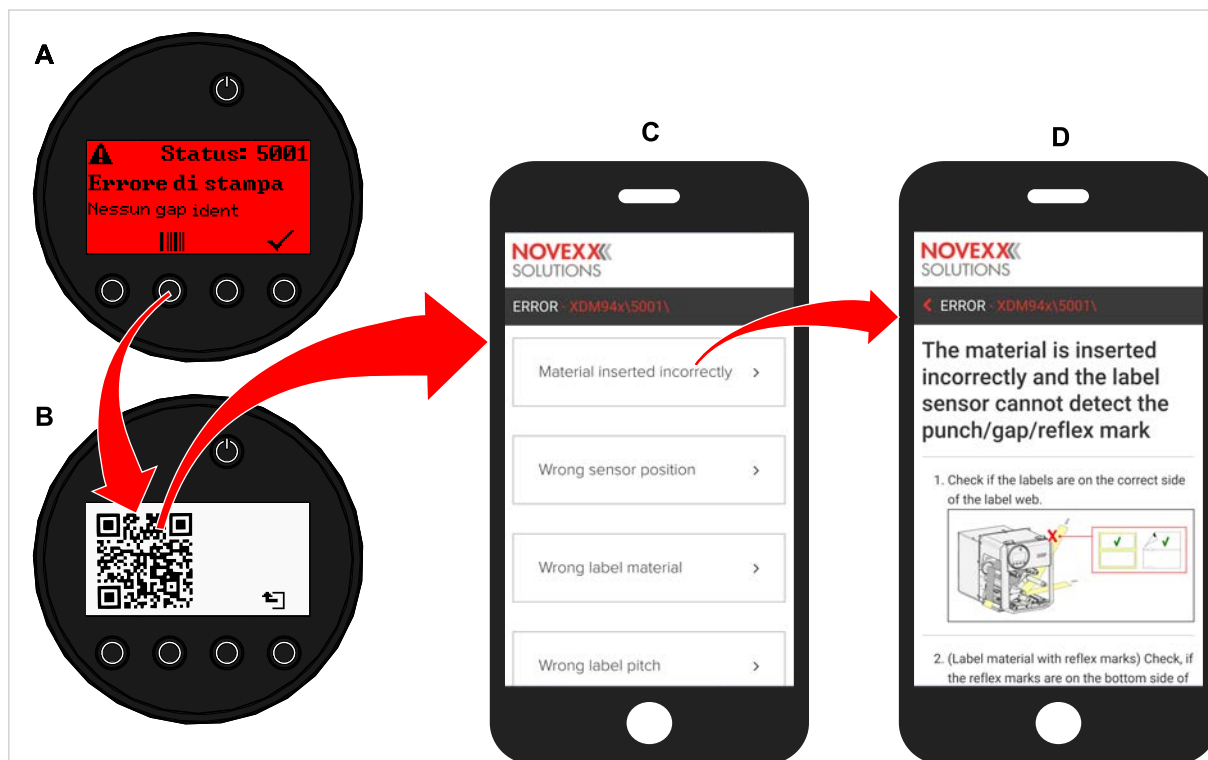 A
Status: 5001
Errore di stampa
Nessun gap ident
B
C
NOVEXX
SOLUTIONS
ERROR - XDM94x\5001\
Material inserted incorrectly
Wrong sensor position
Wrong label material
Wrong label pitch
D
NOVEXX
SOLUTIONS
ERROR - XDM94x\5001\
The material is inserted
incorrectly and the label
sensor cannot detect the
punch/gap/reflex mark
1. Check if the labels are on the correct side
of the label web.
2. (Label material with reflex marks) Check, if
the reflex marks are on the bottom side of